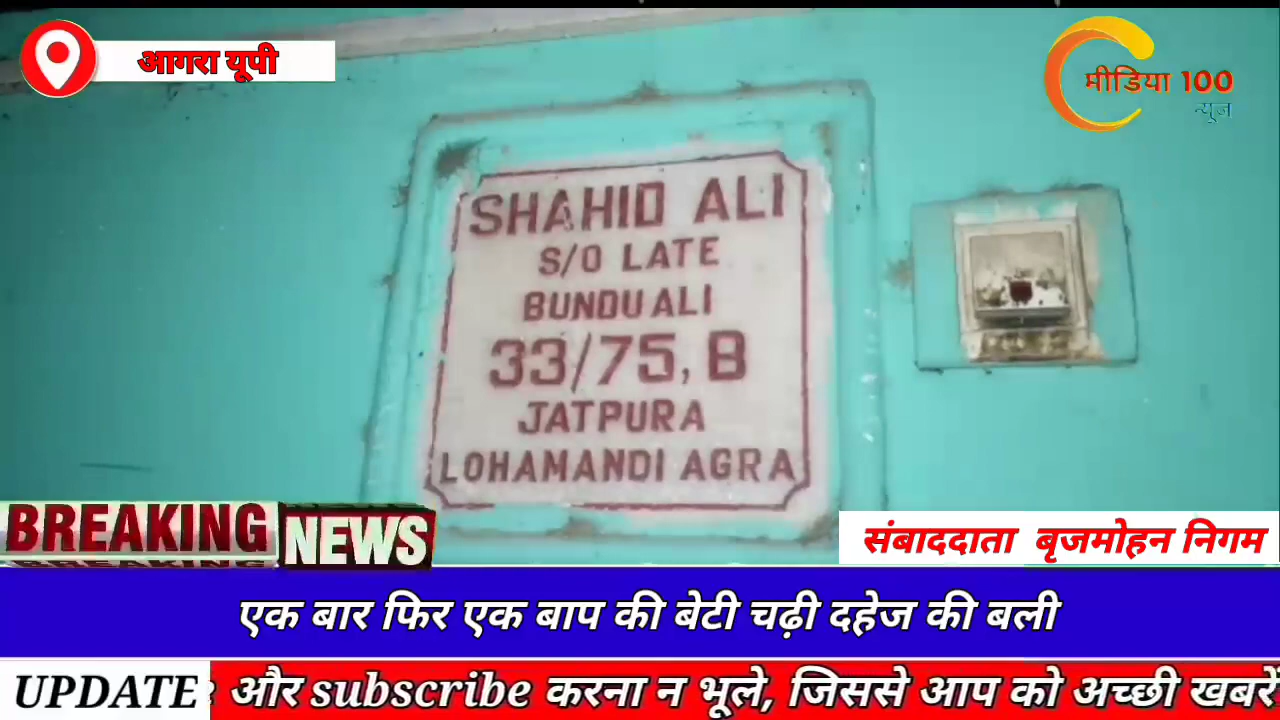 आगरा यूपी
मीडिया 100
न्यूज
SHAHID ALI
S/O LATE
BUNDU ALI
33/75, B
JATPURA
LOHAMANDI AGRA
BREAKING NEWS
संबाददाता बृजमोहन निगम
एक बार फिर एक बाप की बेटी चढ़ी दहेज की बली
UPDATE और subscribe करना न भूले, जिससे आप को अच्छी खबरें